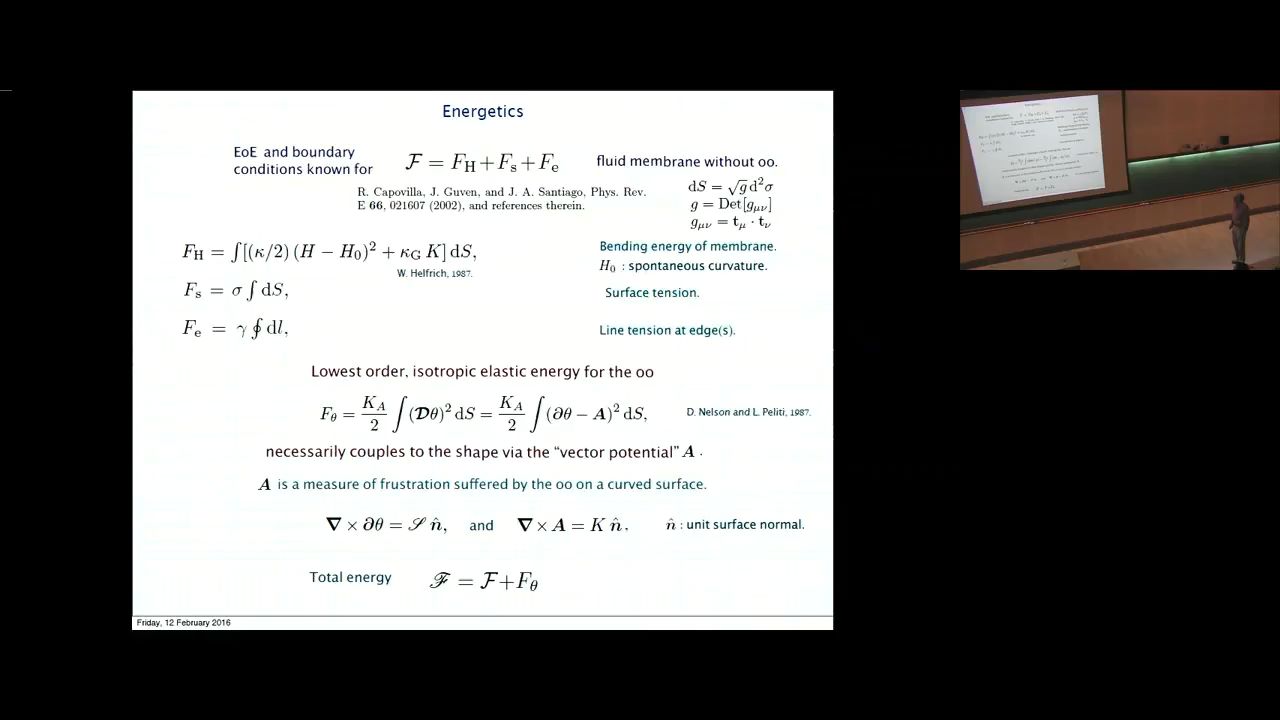 Energetics
EoE and boundary
conditions known for
𝓕 = F_H + F_s + F_e
fluid membrane without oo.
R. Capovilla, J. Guven, and J. A. Santiago, Phys. Rev.
E 66, 021607 (2002), and references therein.
dS = √g d²σ
g = Det[g_μν]
g_μν = t_μ · t_ν
F_H = ∫[(κ/2) (H − H₀)² + κ_G K] dS,
Bending energy of membrane.
W. Helfrich, 1987.
H₀ : spontaneous curvature.
F_s = σ ∫ dS,
Surface tension.
F_e = γ ∮ dl,
Line tension at edge(s).
Lowest order, isotropic elastic energy for the oo
F_θ = K_A/2 ∫ (𝓓θ)² dS = K_A/2 ∫ (∂θ − A)² dS,
D. Nelson and L. Peliti, 1987.
necessarily couples to the shape via the “vector potential” A .
A is a measure of frustration suffered by the oo on a curved surface.
∇ × ∂θ = 𝒮 n̂, and ∇ × A = K n̂. n̂ : unit surface normal.
Total energy ℱ = 𝓕 + F_θ
Friday, 12 February 2016